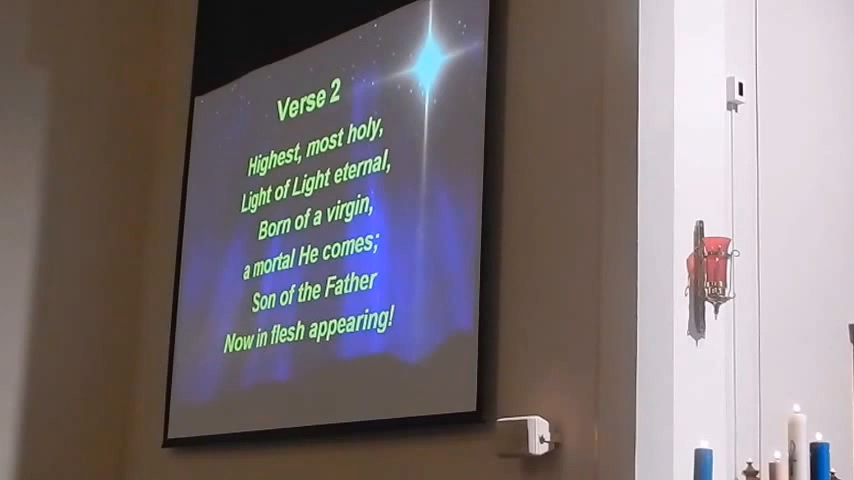 Verse 2
Highest, most holy,
Light of Light eternal,
Born of a virgin,
a mortal He comes;
Son of the Father
Now in flesh appearing!